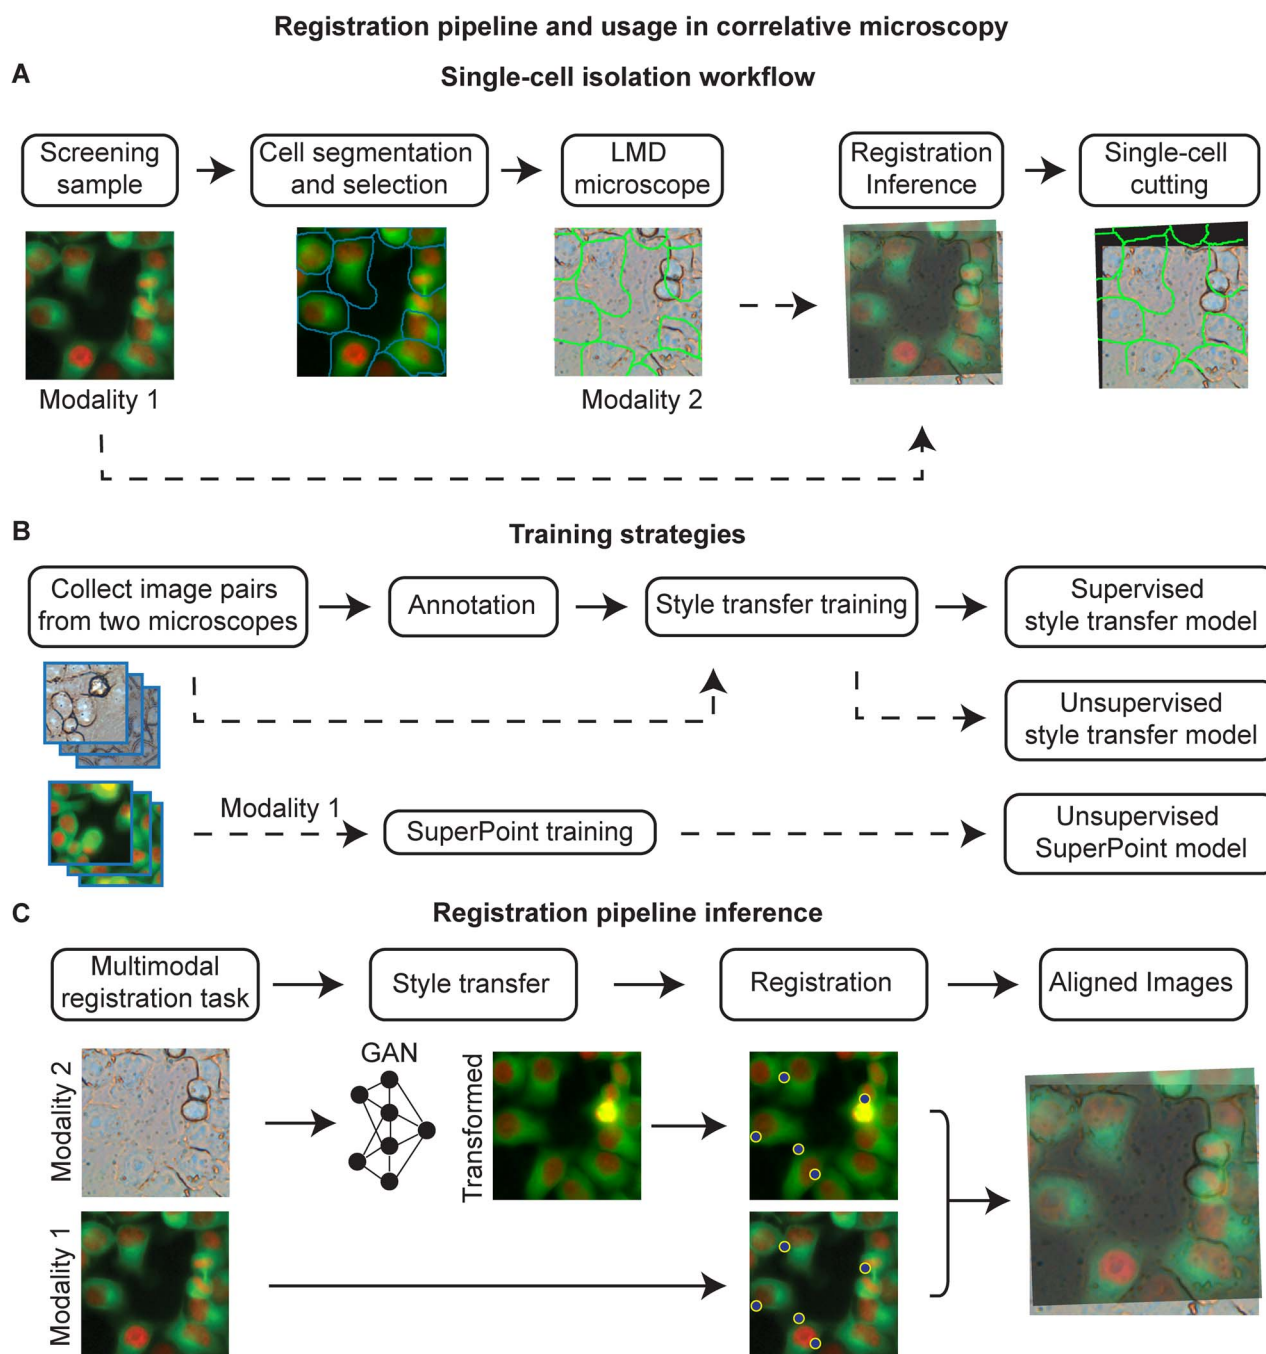 Registration pipeline and usage in correlative microscopy
A
Single-cell isolation workflow
Screening
sample
Cell segmentation
and selection
LMD
microscope
Registration
Inference
Single-cell
cutting
Modality 1
Modality 2
B
Training strategies
Collect image pairs
from two microscopes
Annotation
Style transfer training
Supervised
style transfer model
Unsupervised
style transfer model
Modality 1
SuperPoint training
Unsupervised
SuperPoint model
C
Registration pipeline inference
Multimodal
registration task
Style transfer
Registration
Aligned Images
Modality 2
GAN
Transformed
Modality 1